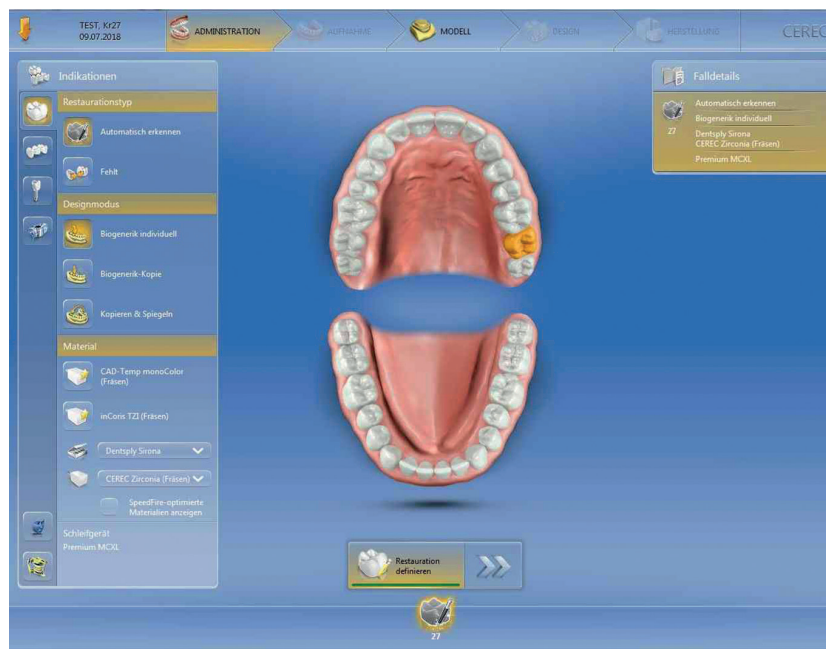 TEST, Kr27
09.07.2018
ADMINISTRATION
AUFNAHME
MODELL
DESIGN
HERSTELLUNG
CEREC
Indikationen
Restaurationstyp
Automatisch erkennen
Fehlt
Designmodus
Biogenerik individuell
Biogenerik-Kopie
Kopieren & Spiegeln
Material
CAD-Temp monoColor
(Fräsen)
inCoris TZI (Fräsen)
Dentsply Sirona
CEREC Zirconia (Fräsen)
SpeedFire-optimierte
Materialien anzeigen
Schleifgerät
Premium MCXL
Falldetails
Automatisch erkennen
Biogenerik individuell
27
Dentsply Sirona
CEREC Zirconia (Fräsen)
Premium MCXL
Restauration
definieren
27